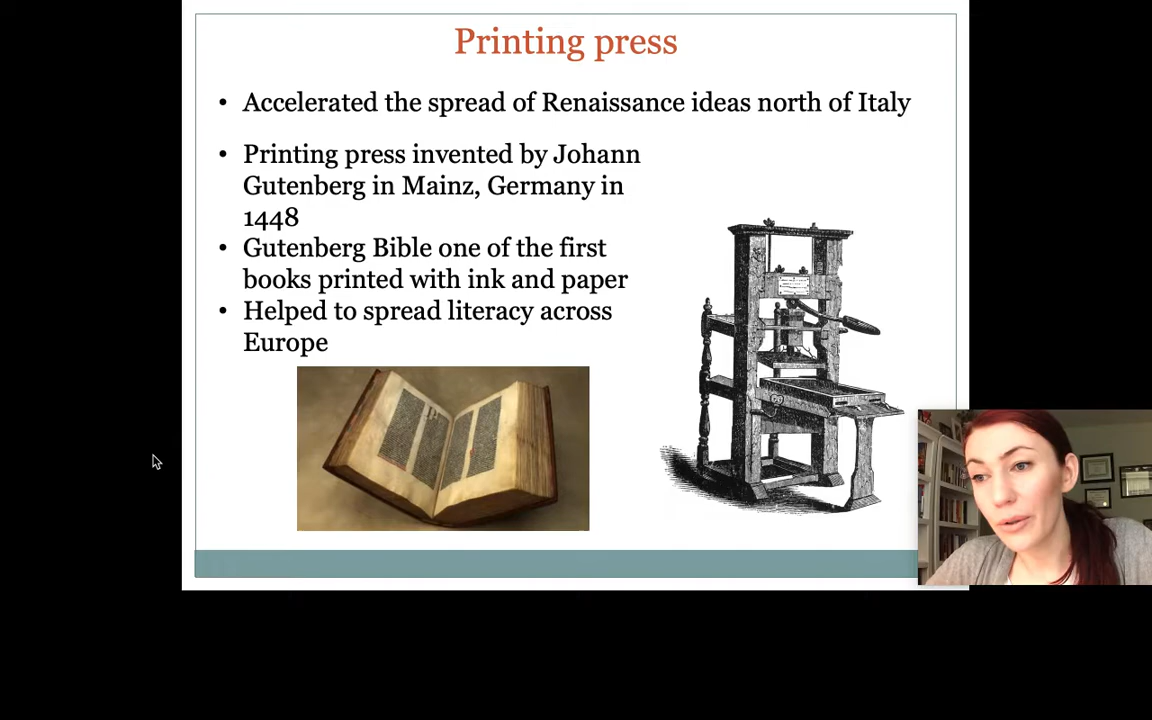 Printing press
• Accelerated the spread of Renaissance ideas north of Italy
• Printing press invented by Johann
Gutenberg in Mainz, Germany in
1448
• Gutenberg Bible one of the first
books printed with ink and paper
• Helped to spread literacy across
Europe